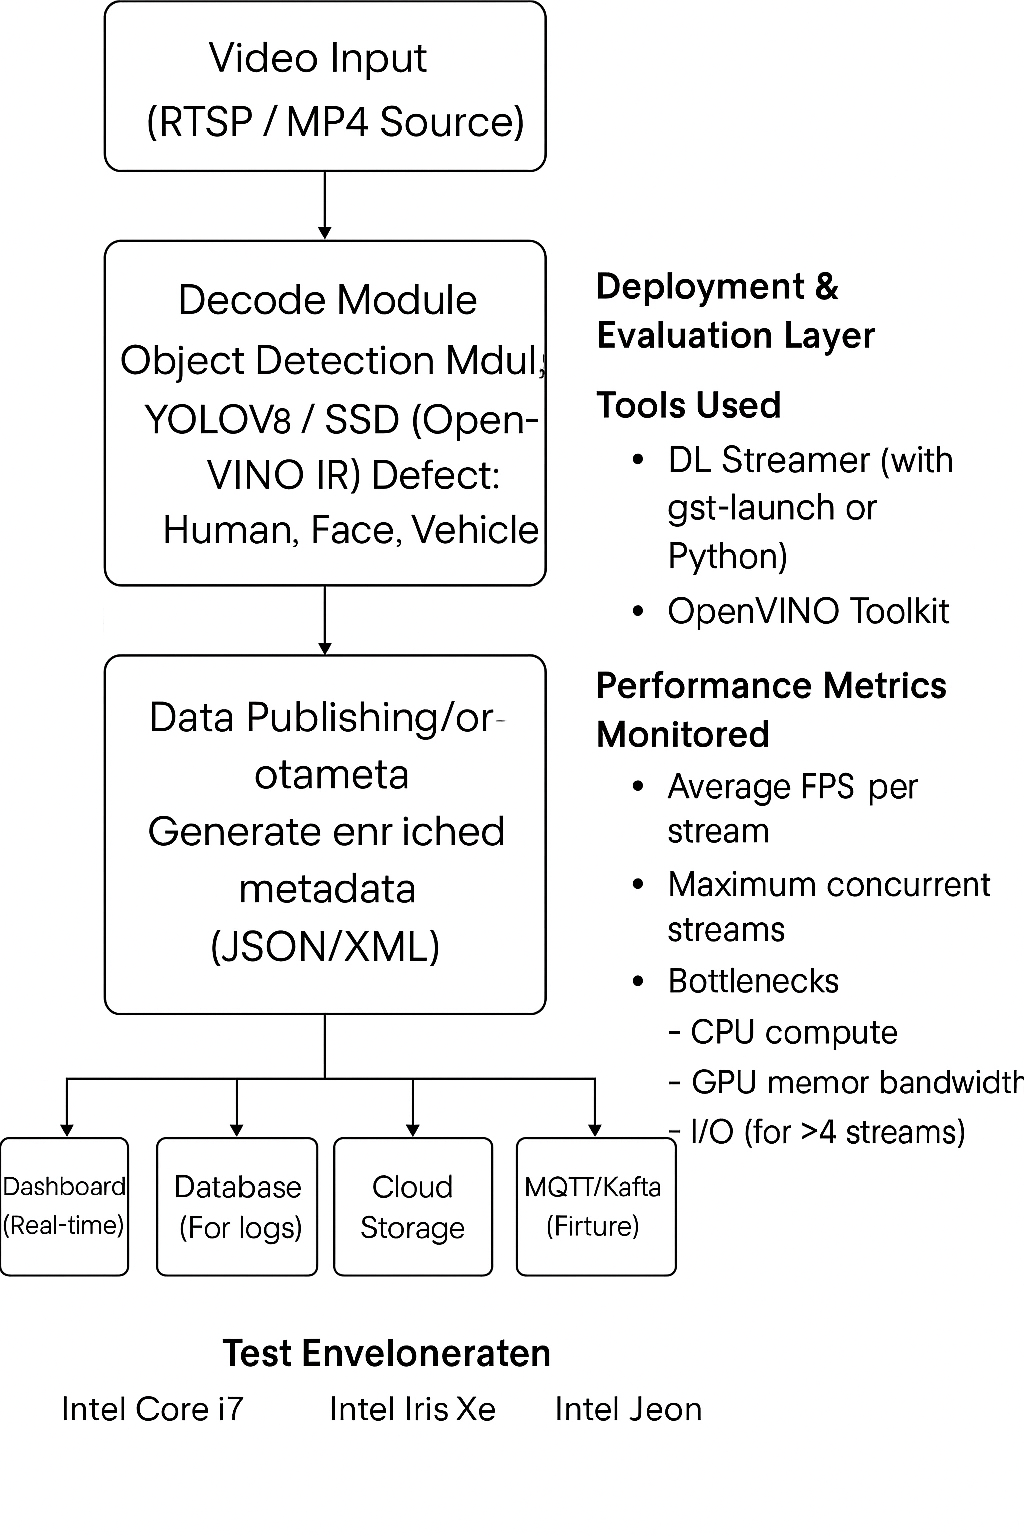 Video Input
(RTSP / MP4 Source)
Decode Module
Object Detection Mdul
YOLOV8 / SSD (Open-
VINO IR) Defect:
Human, Face, Vehicle
Data Publishing/or-
otameta
Generate enr iched
metadata
(JSON/XML)
Dashboard
(Real-time)
Database
(For logs)
Cloud
Storage
MQTT/Kafta
(Firture)
Deployment &
Evaluation Layer
Tools Used
• DL Streamer (with
gst-launch or
Python)
• OpenVINO Toolkit
Performance Metrics
Monitored
• Average FPS per
stream
• Maximum concurrent
streams
• Bottlenecks
- CPU compute
- GPU memor bandwidth
- I/O (for >4 streams)
Test Enveloneraten
Intel Core i7
Intel Iris Xe
Intel Jeon